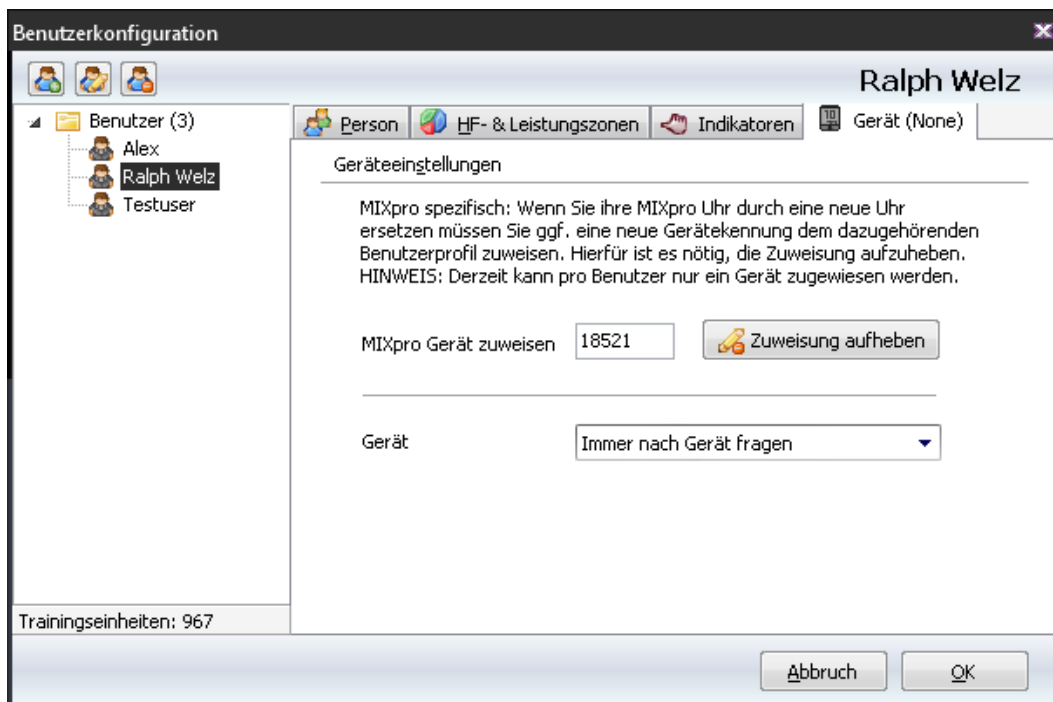 Benutzerkonfiguration
Ralph Welz
Benutzer (3)
Alex
Ralph Welz
Testuser
Trainingseinheiten: 967
Person
HF- & Leistungszonen
Indikatoren
Gerät (None)
Geräteeinstellungen
MIXpro spezifisch: Wenn Sie ihre MIXpro Uhr durch eine neue Uhr
ersetzen müssen Sie ggf. eine neue Gerätekennung dem dazugehörenden
Benutzerprofil zuweisen. Hierfür ist es nötig, die Zuweisung aufzuheben.
HINWEIS: Derzeit kann pro Benutzer nur ein Gerät zugewiesen werden.
MIXpro Gerät zuweisen 18521 Zuweisung aufheben
Gerät Immer nach Gerät fragen
Abbruch OK